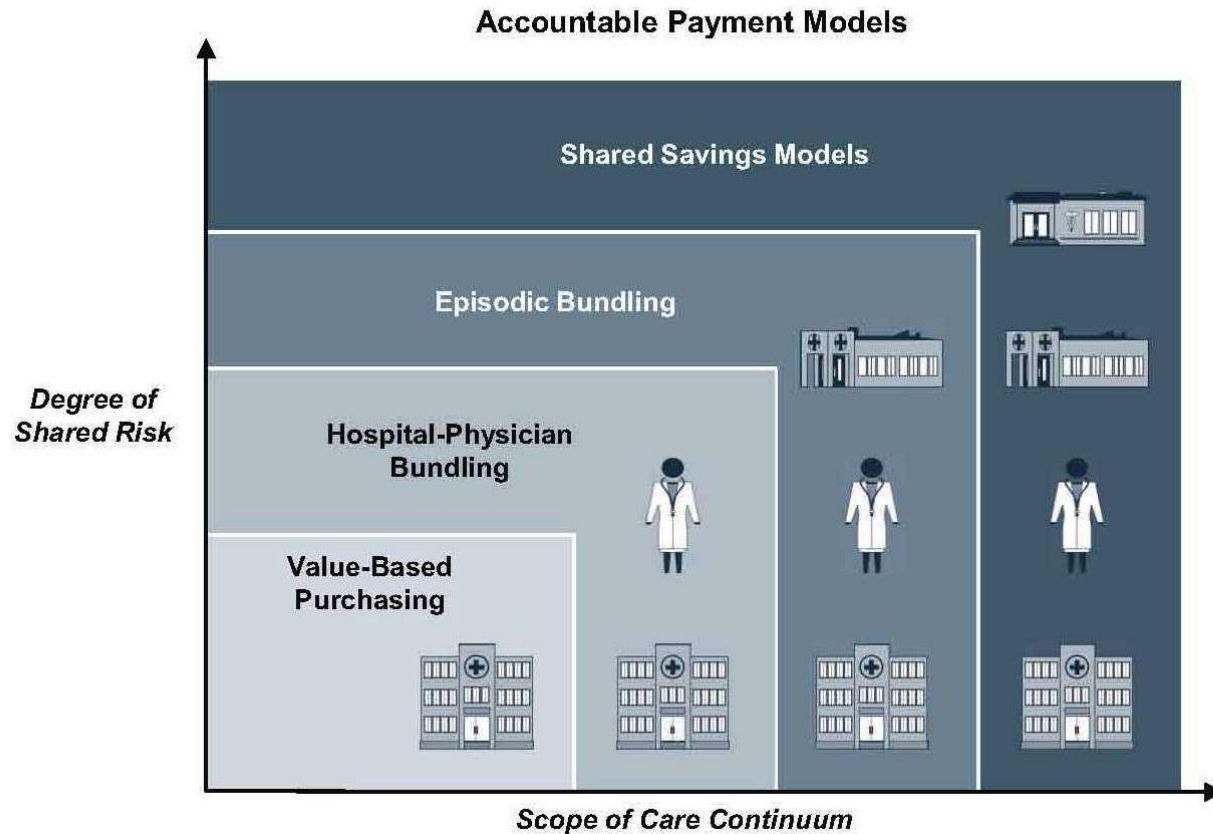 Accountable Payment Models
Shared Savings Models
Episodic Bundling
Degree of
Shared Risk
Hospital-Physician
Bundling
Value-Based
Purchasing
Scope of Care Continuum